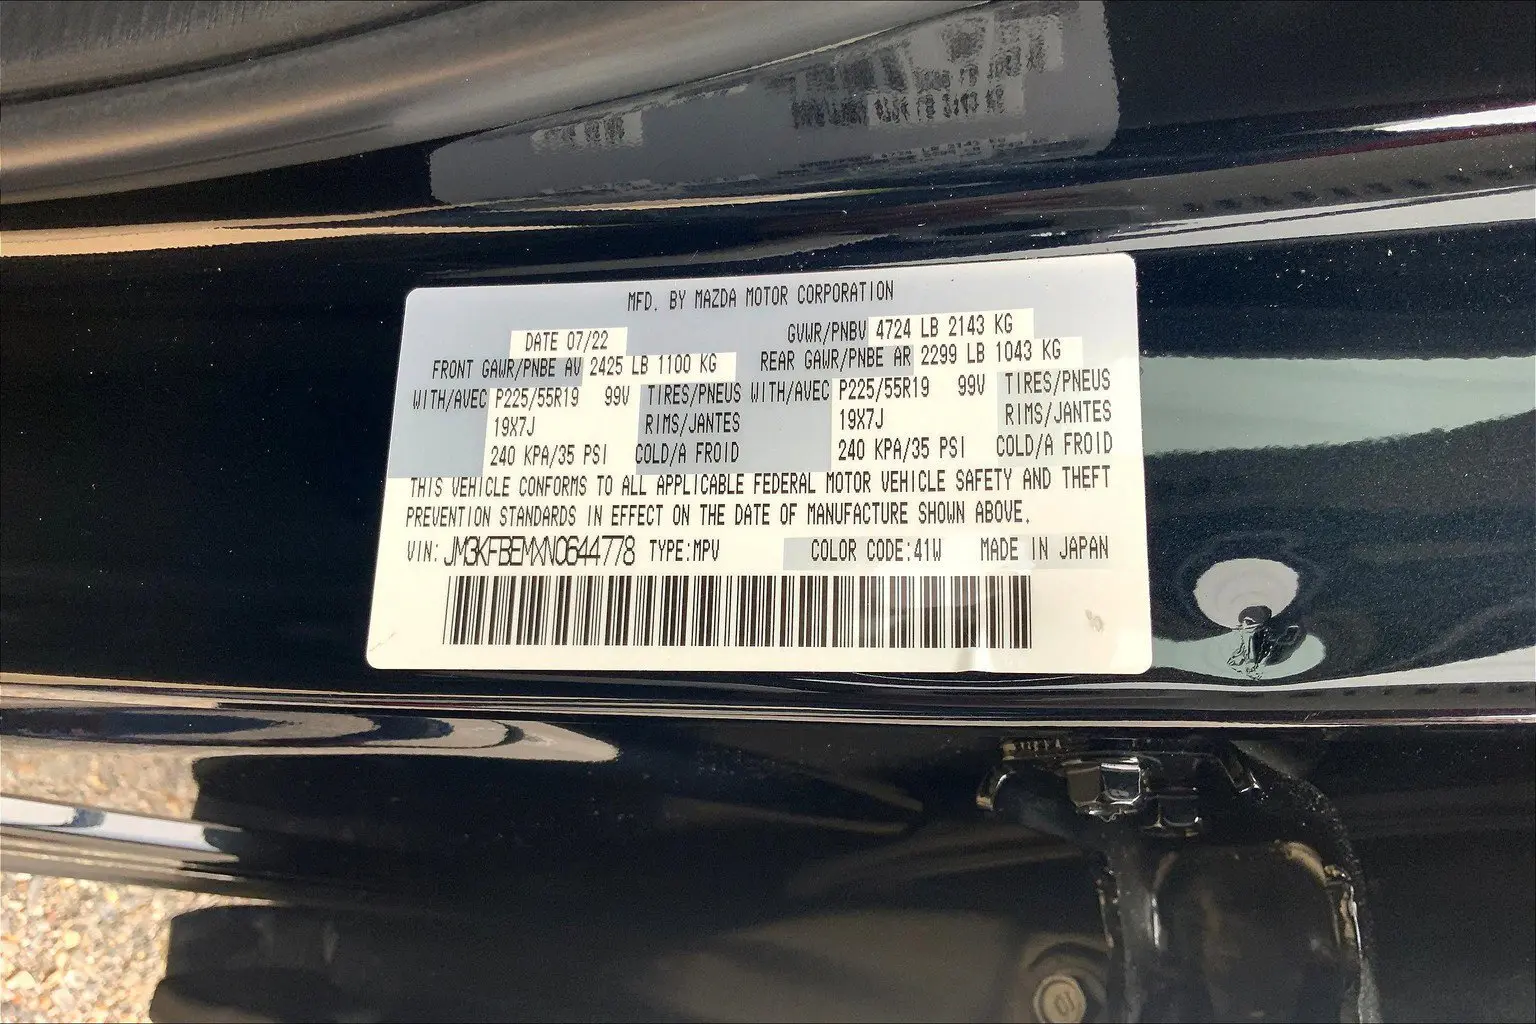 MFD. BY MAZDA MOTOR CORPORATION
DATE 07/22 GVWR/PNBV 4724 LB 2143 KG
FRONT GAWR/PNBE AV 2425 LB 1100 KG REAR GAWR/PNBE AR 2299 LB 1043 KG
WITH/AVEC P225/55R19 99V TIRES/PNEUS WITH/AVEC P225/55R19 99V TIRES/PNEUS
19X7J RIMS/JANTES 19X7J RIMS/JANTES
240 KPA/35 PSI COLD/A FROID 240 KPA/35 PSI COLD/A FROID
THIS VEHICLE CONFORMS TO ALL APPLICABLE FEDERAL MOTOR VEHICLE SAFETY AND THEFT
PREVENTION STANDARDS IN EFFECT ON THE DATE OF MANUFACTURE SHOWN ABOVE.
VIN: JM3KFBEMXN0644778 TYPE:MPV COLOR CODE:41W MADE IN JAPAN